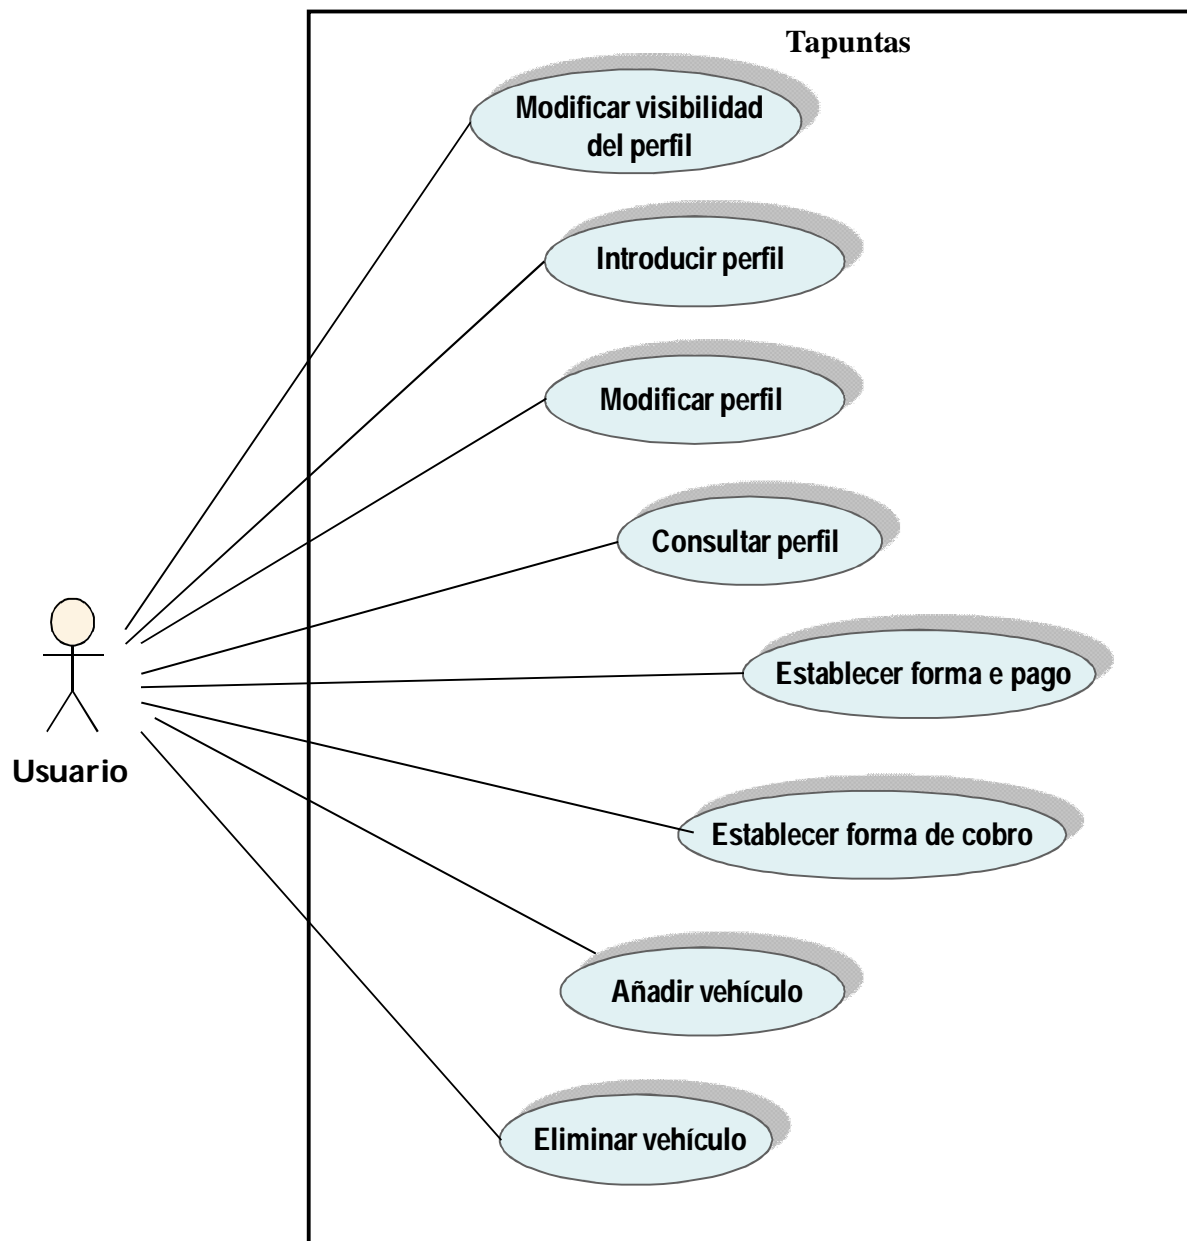 Tapuntas
Modificar visibilidad
del perfil
Introducir perfil
Modificar perfil
Consultar perfil
Establecer forma e pago
Usuario
Establecer forma de cobro
Añadir vehículo
Eliminar vehículo